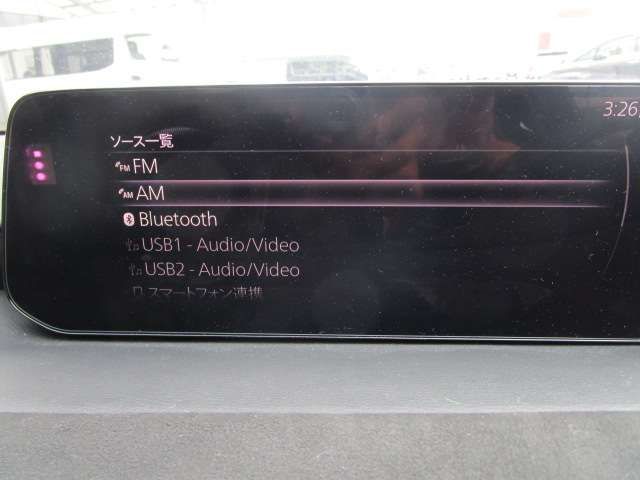 3:26
ソース一覧
FM FM
AM AM
Bluetooth
USB1 - Audio/Video
USB2 - Audio/Video
スマートフォン連携